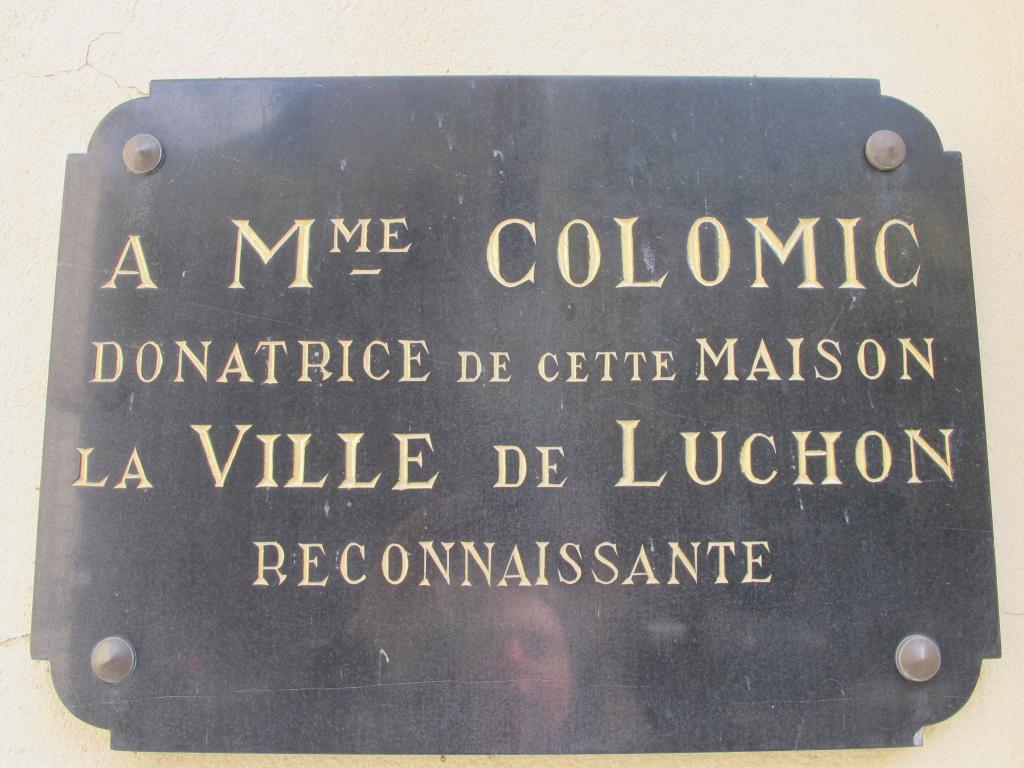 A MME COLOMIC
DONATRICE DE CETTE MAISON
LA VILLE DE LUCHON
RECONNAISSANTE